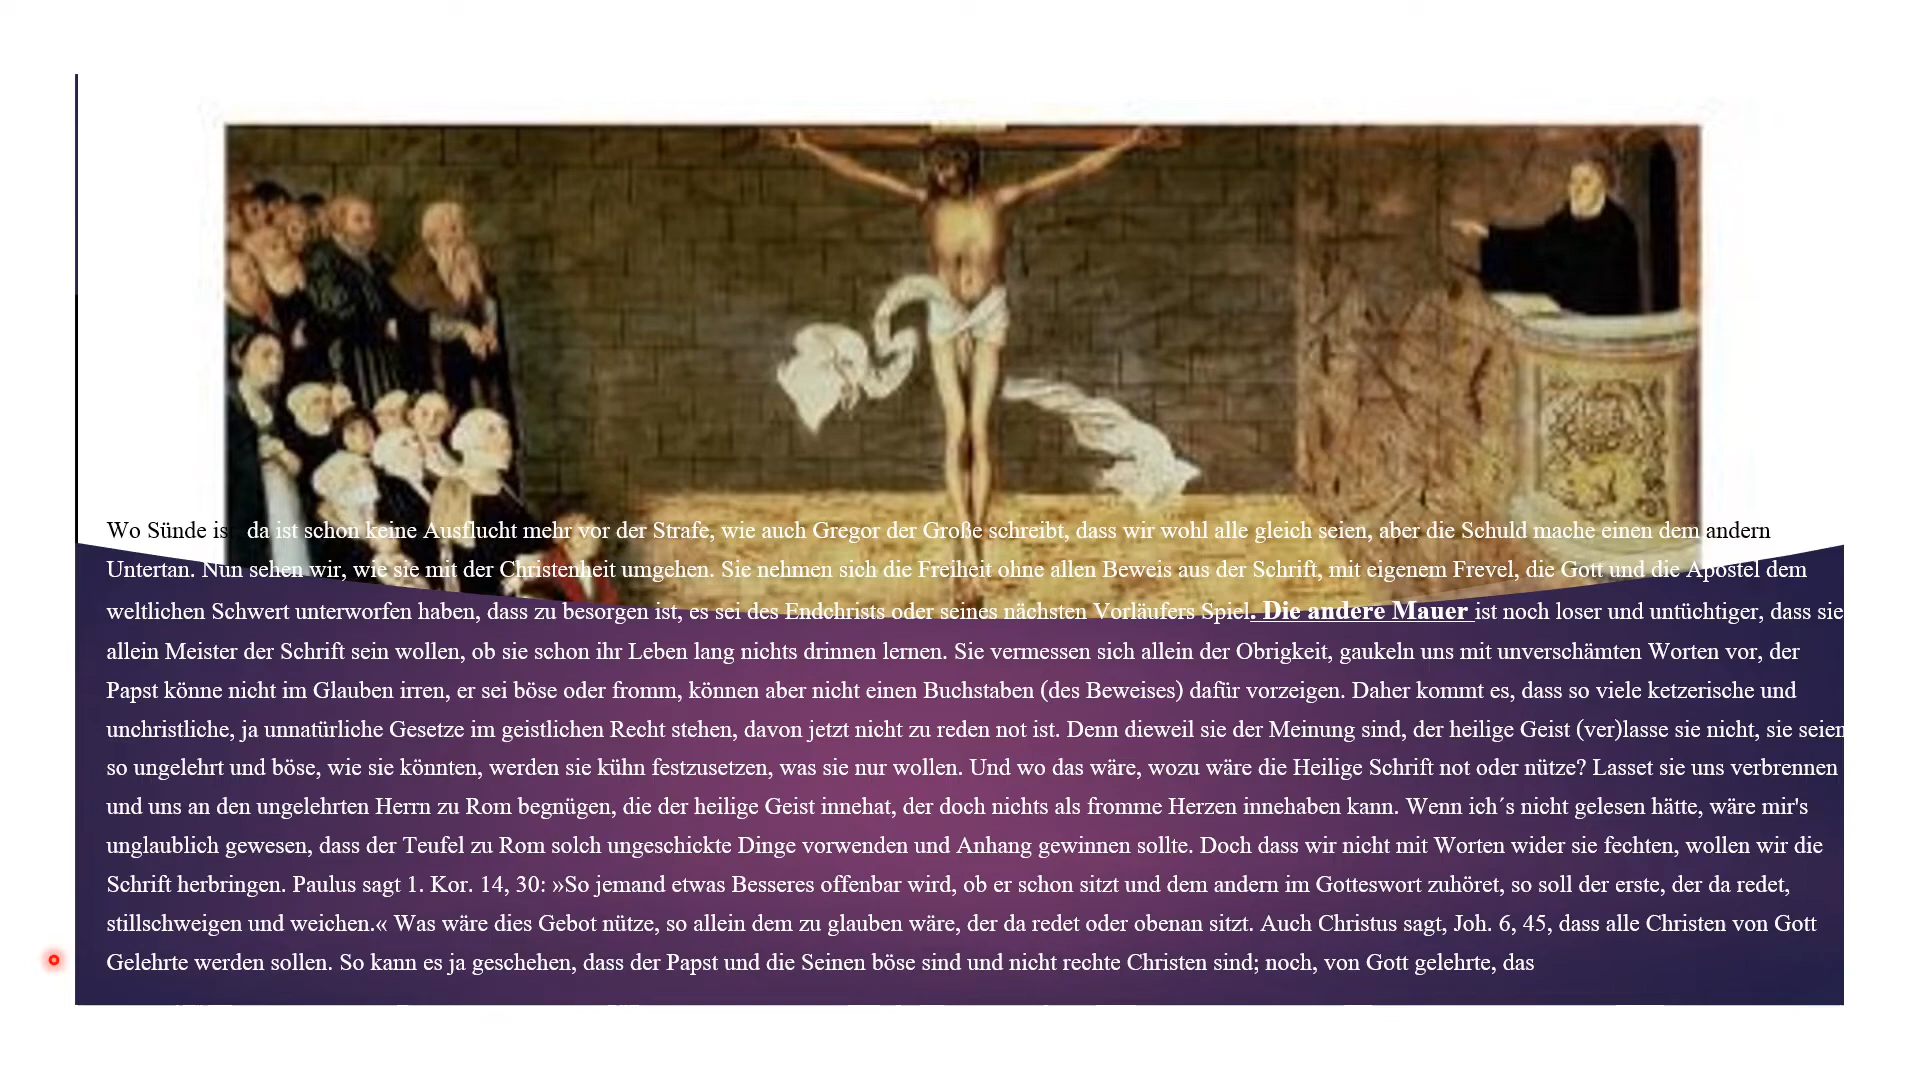 Wo Sünde is da ist schon keine Ausflucht mehr vor der Strafe, wie auch Gregor der Große schreibt, dass wir wohl alle gleich seien, aber die Schuld mache einen dem andern
Untertan. Nun sehen wir, wie sie mit der Christenheit umgehen. Sie nehmen sich die Freiheit ohne allen Beweis aus der Schrift, mit eigenem Frevel, die Gott und die Apostel dem
weltlichen Schwert unterworfen haben, dass zu besorgen ist, es sei des Endchrists oder seines nächsten Vorläufers Spiel. Die andere Mauer ist noch loser und untüchtiger, dass sie
allein Meister der Schrift sein wollen, ob sie schon ihr Leben lang nichts drinnen lernen. Sie vermessen sich allein der Obrigkeit, gaukeln uns mit unverschämten Worten vor, der
Papst könne nicht im Glauben irren, er sei böse oder fromm, können aber nicht einen Buchstaben (des Beweises) dafür vorzeigen. Daher kommt es, dass so viele ketzerische und
unchristliche, ja unnatürliche Gesetze im geistlichen Recht stehen, davon jetzt nicht zu reden not ist. Denn dieweil sie der Meinung sind, der heilige Geist (ver)lasse sie nicht, sie seien
so ungelehrt und böse, wie sie könnten, werden sie kühn festzusetzen, was sie nur wollen. Und wo das wäre, wozu wäre die Heilige Schrift not oder nütze? Lasset sie uns verbrennen
und uns an den ungelehrten Herrn zu Rom begnügen, die der heilige Geist innehat, der doch nichts als fromme Herzen innehaben kann. Wenn ich´s nicht gelesen hätte, wäre mir's
unglaublich gewesen, dass der Teufel zu Rom solch ungeschickte Dinge vorwenden und Anhang gewinnen sollte. Doch dass wir nicht mit Worten wider sie fechten, wollen wir die
Schrift herbringen. Paulus sagt 1. Kor. 14, 30: »So jemand etwas Besseres offenbar wird, ob er schon sitzt und dem andern im Gotteswort zuhöret, so soll der erste, der da redet,
stillschweigen und weichen.« Was wäre dies Gebot nütze, so allein dem zu glauben wäre, der da redet oder obenan sitzt. Auch Christus sagt, Joh. 6, 45, dass alle Christen von Gott
Gelehrte werden sollen. So kann es ja geschehen, dass der Papst und die Seinen böse sind und nicht rechte Christen sind; noch, von Gott gelehrte, das